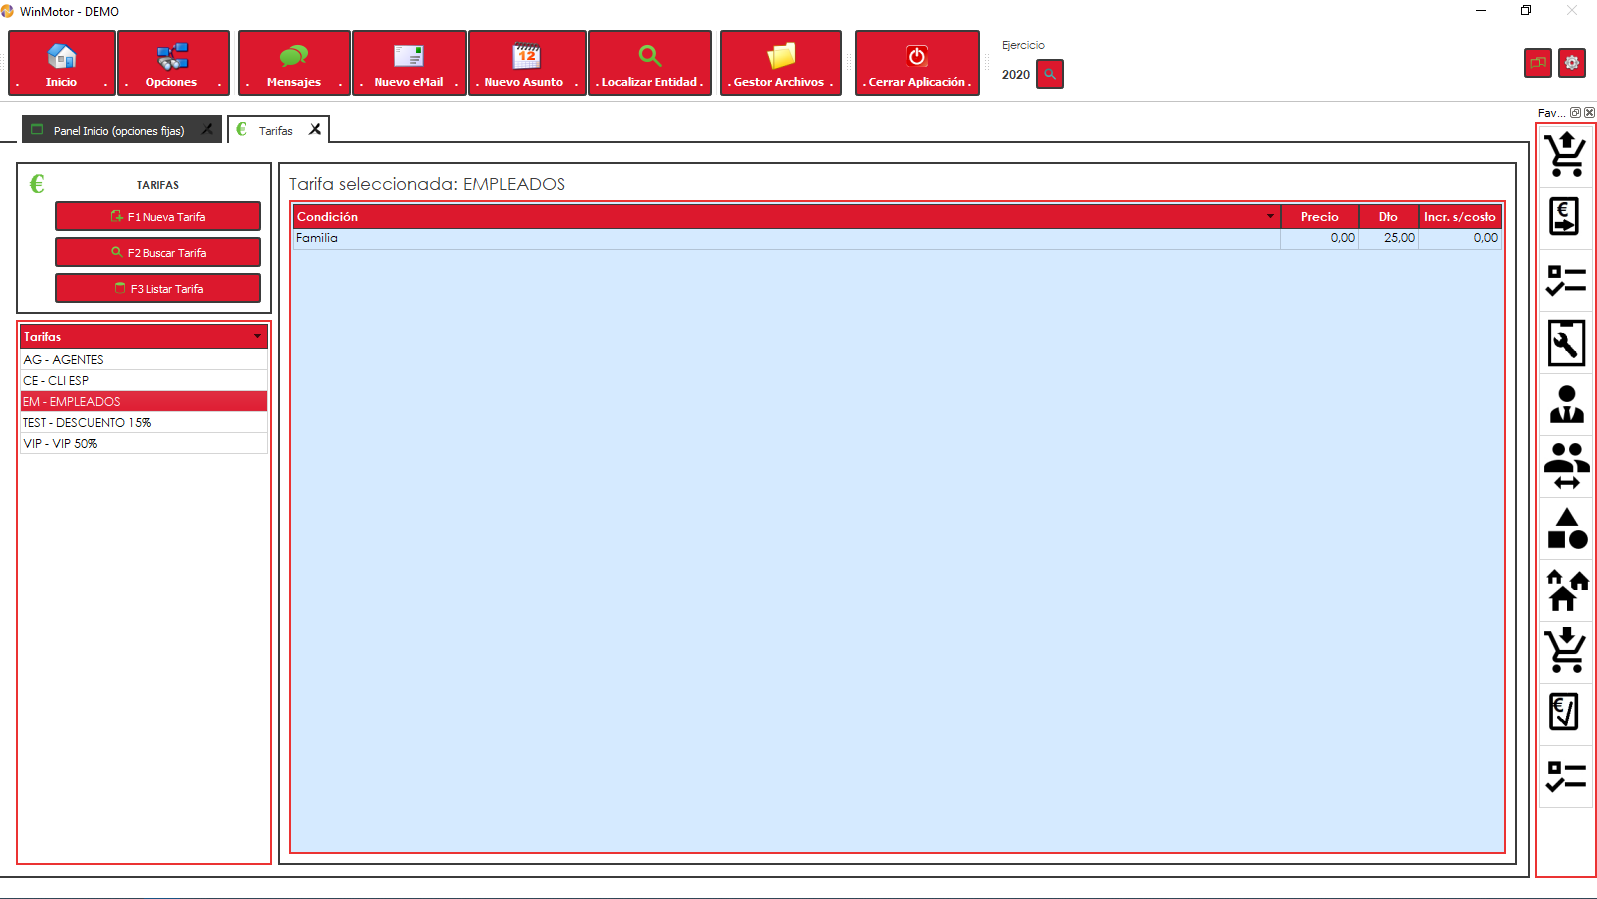 WinMotor - DEMO
. Inicio .
. Opciones .
. Mensajes .
. Nuevo eMail .
. Nuevo Asunto .
. Localizar Entidad .
. Gestor Archivos .
. Cerrar Aplicación .
12
Ejercicio
2020
Panel Inicio (opciones fijas)
€ Tarifas
Fav...
€ TARIFAS
F1 Nueva Tarifa
F2 Buscar Tarifa
F3 Listar Tarifa
Tarifas
AG - AGENTES
CE - CLI ESP
EM - EMPLEADOS
TEST - DESCUENTO 15%
VIP - VIP 50%
Tarifa seleccionada: EMPLEADOS
Condición Precio Dto Incr. s/costo
Familia 0,00 25,00 0,00
€
€